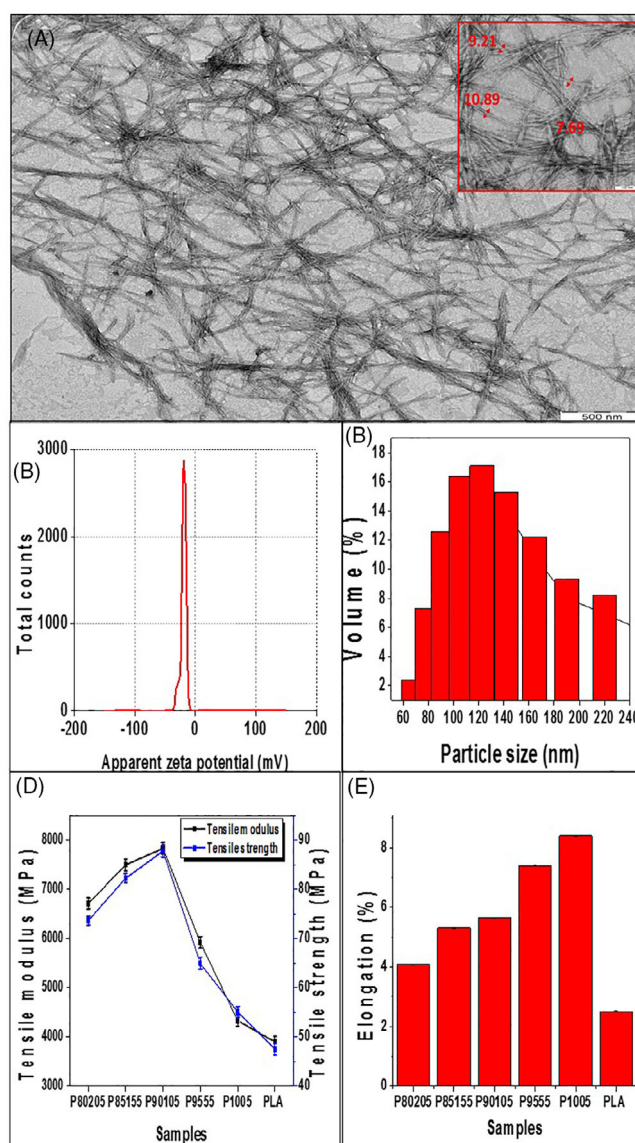 (A)
9.21
10.89
7.69
500 nm
(B)
3000
2000
1000
0
-200
-100
0
100
200
Total counts
Apparent zeta potential (mV)
(B)
18
16
14
12
10
8
6
4
2
60 80 100 120 140 160 180 200 220 240
Volume (%)
Particle size (nm)
(D)
Tensile modulus
Tensile strength
8000
7000
6000
5000
4000
3000
90
80
70
60
50
40
Tensile modulus (MPa)
Tensile strength (MPa)
P80205 P85155 P90105 P9555 P1005 PLA
Samples
(E)
8
6
4
2
0
Elongation (%)
P80205 P85155 P90105 P9555 P1005 PLA
Samples